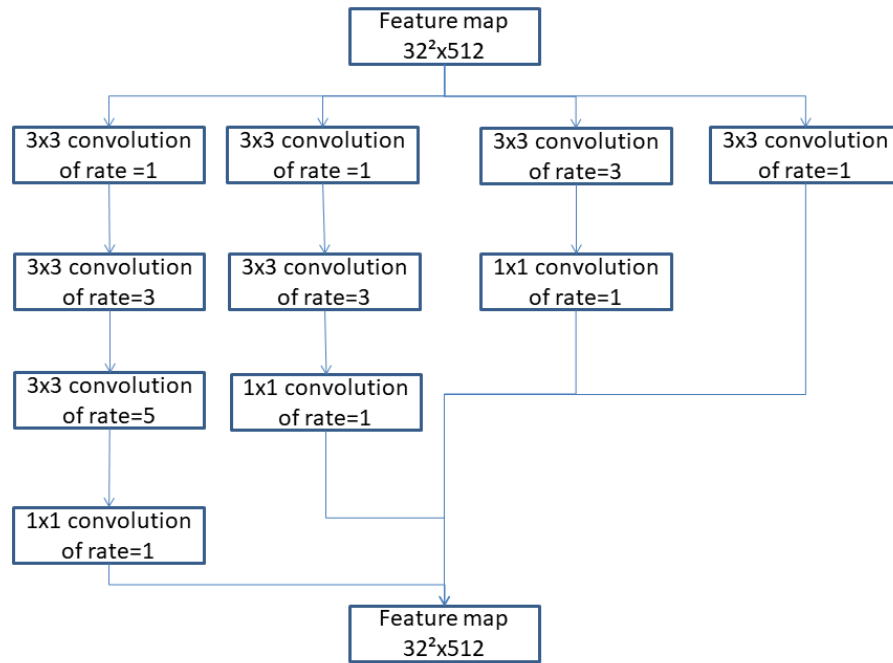 Feature map
32²x512
3x3 convolution
of rate =1
3x3 convolution
of rate =1
3x3 convolution
of rate=3
3x3 convolution
of rate=1
3x3 convolution
of rate=3
3x3 convolution
of rate=3
1x1 convolution
of rate=1
3x3 convolution
of rate=5
1x1 convolution
of rate=1
1x1 convolution
of rate=1
Feature map
32²x512